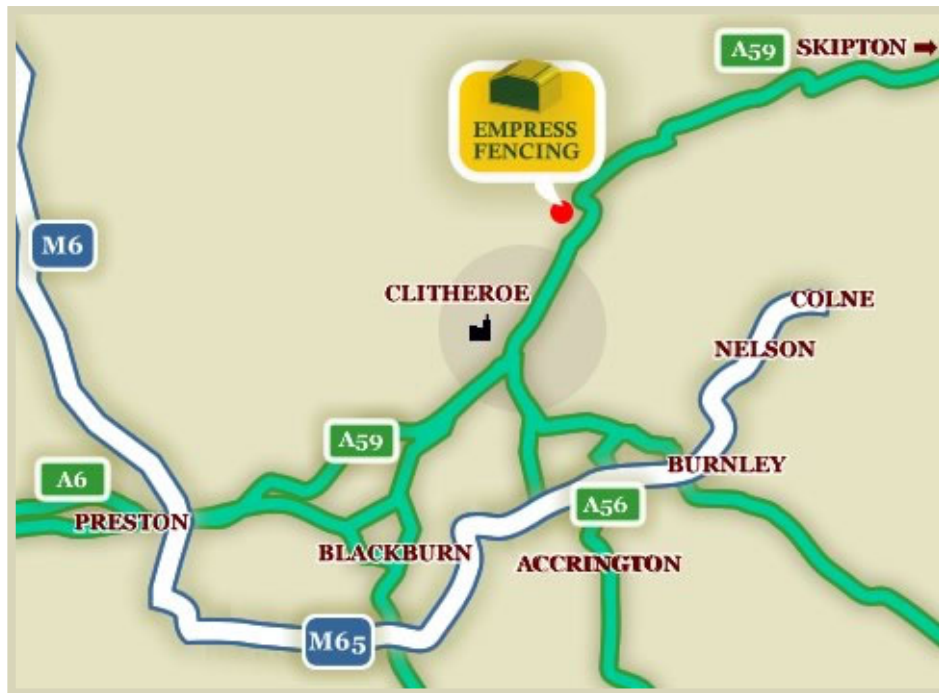 A59
SKIPTON
EMPRESS
FENCING
M6
CLITHEROE
COLNE
NELSON
A59
BURNLEY
A6
A56
PRESTON
BLACKBURN
ACCRINGTON
M65